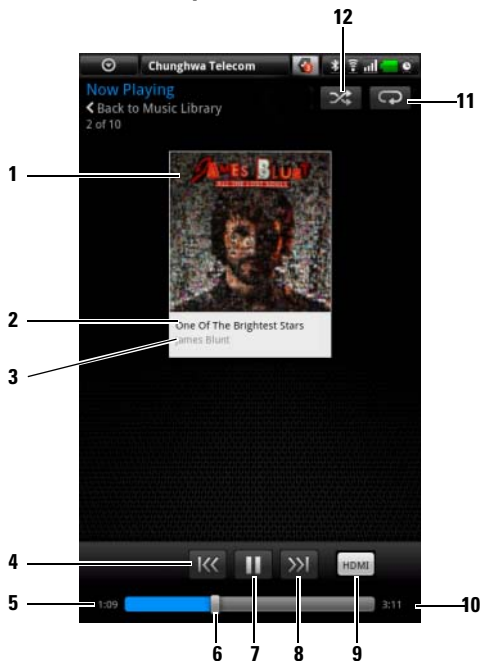 12
Chunghwa Telecom
Now Playing
Back to Music Library
2 of 10
11
1
JAMES BLUNT
ALL THE LOST SOULS
2
One Of The Brightest Stars
James Blunt
3
4
HDMI
5
1:09
3:11
10
6
7
8
9